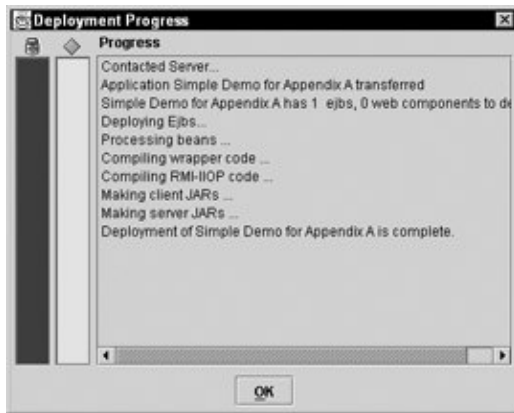 Deployment Progress
Progress
Contacted Server...
Application Simple Demo for Appendix A transferred
Simple Demo for Appendix A has 1 ejbs, 0 web components to de
Deploying Ejbs...
Processing beans ...
Compiling wrapper code ...
Compiling RMI-IIOP code ...
Making client JARs ...
Making server JARs ...
Deployment of Simple Demo for Appendix A is complete.
OK